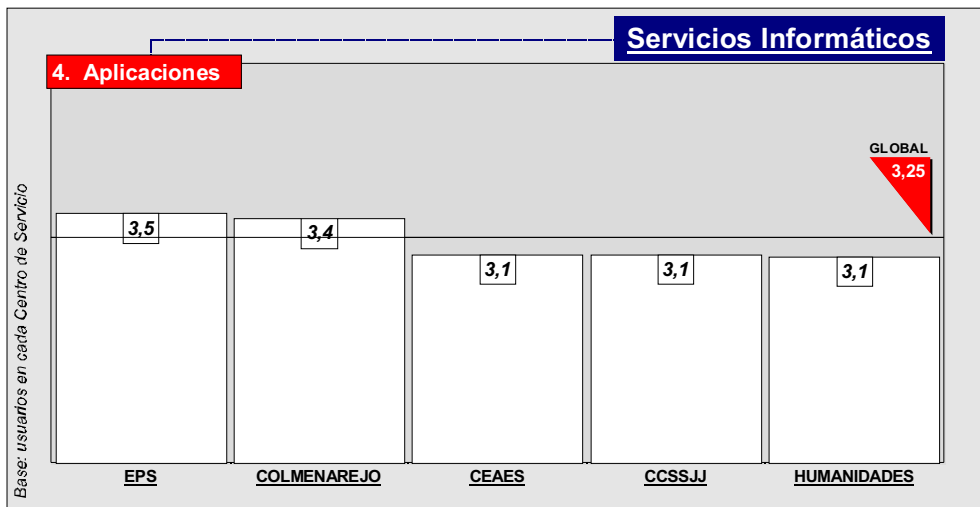 Servicios Informáticos
4. Aplicaciones
GLOBAL
3,25
3,5
3,4
3,1
3,1
3,1
EPS
COLMENAREJO
CEAES
CCSSJJ
HUMANIDADES
Base: usuarios en cada Centro de Servicio